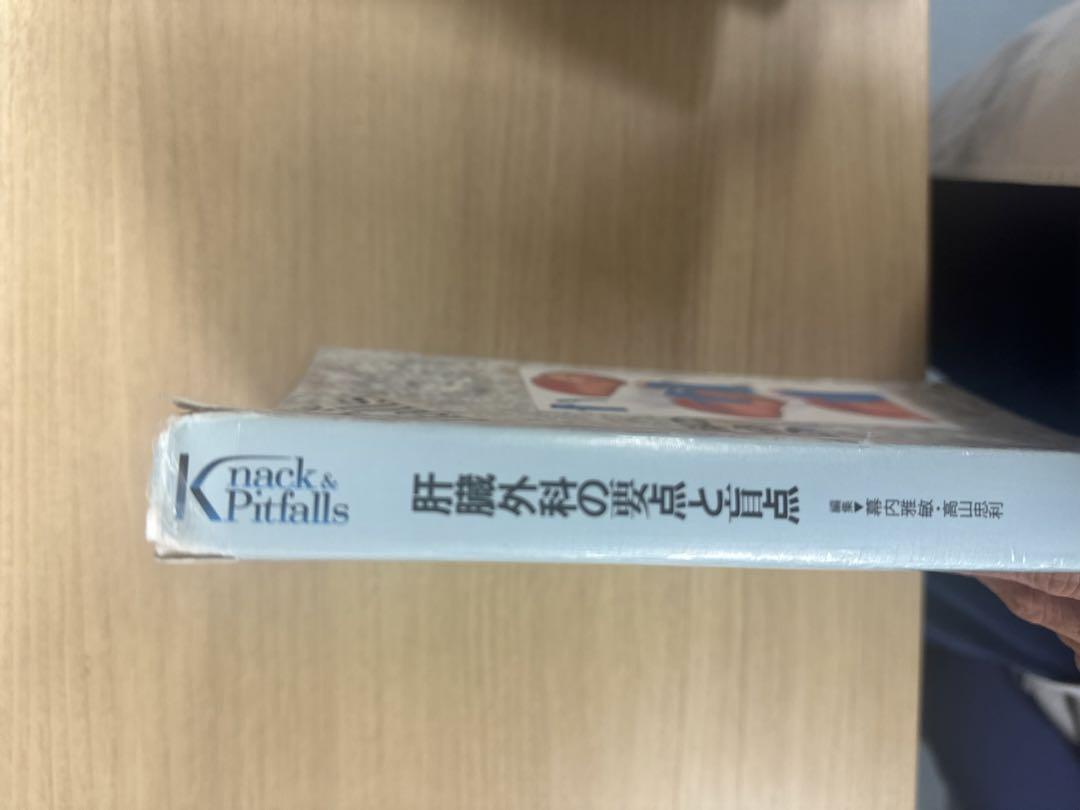 Knack &
Pitfalls
肝臓外科の要点と盲点
編集▼幕内雅敏・高山忠利